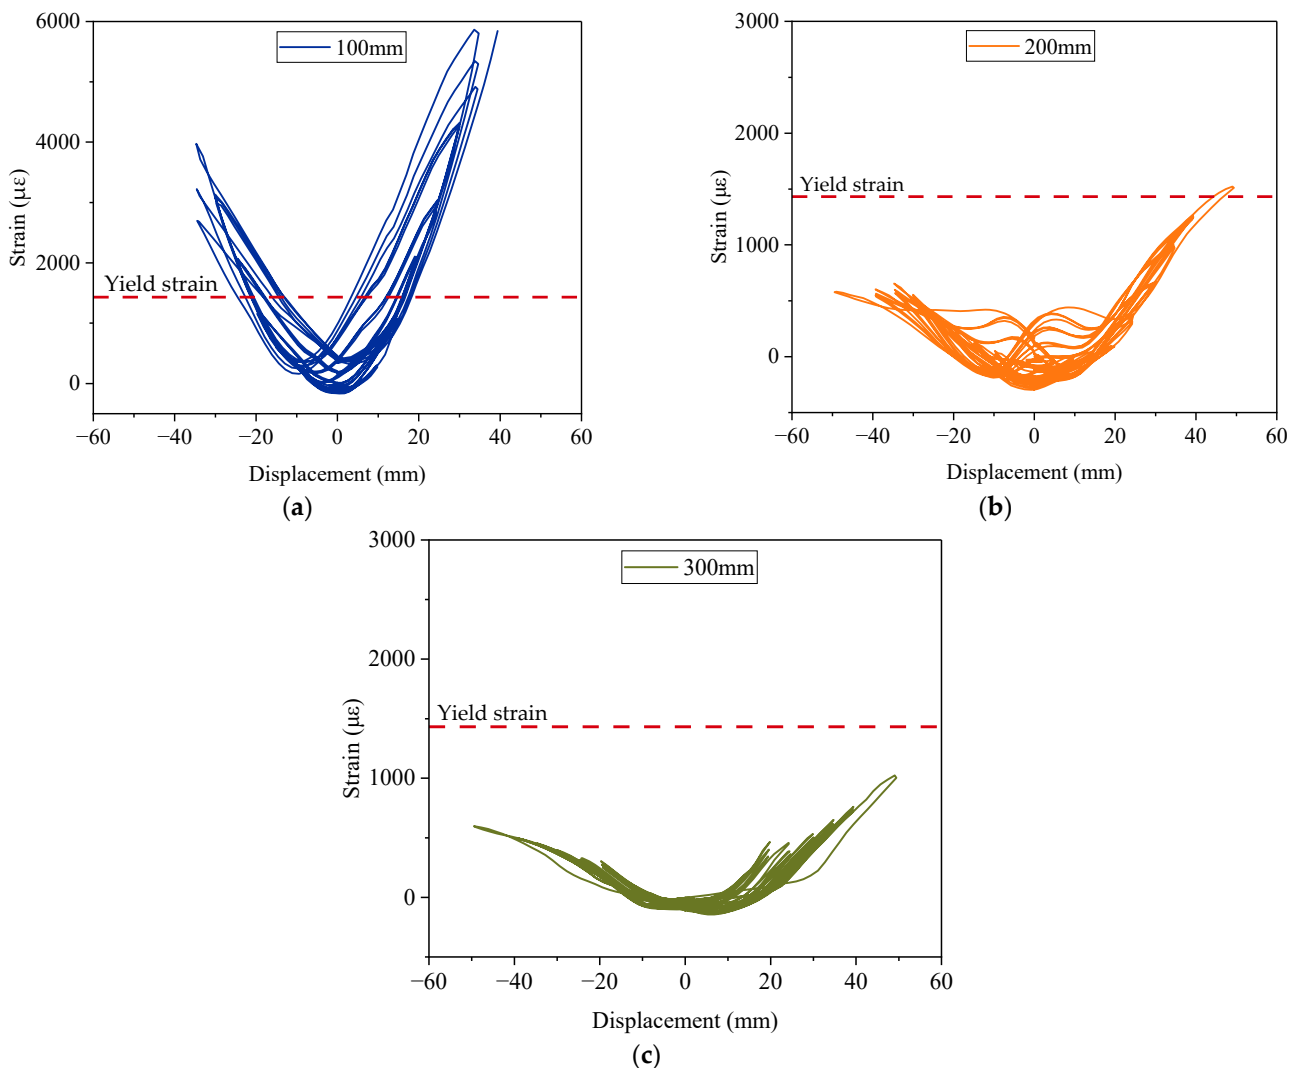 6000
4000
2000
0
Strain (με)
100mm
Yield strain
−60 −40 −20 0 20 40 60
Displacement (mm)
(a)
3000
2000
1000
0
Strain (με)
200mm
Yield strain
−60 −40 −20 0 20 40 60
Displacement (mm)
(b)
3000
2000
1000
0
Strain (με)
300mm
Yield strain
−60 −40 −20 0 20 40 60
Displacement (mm)
(c)